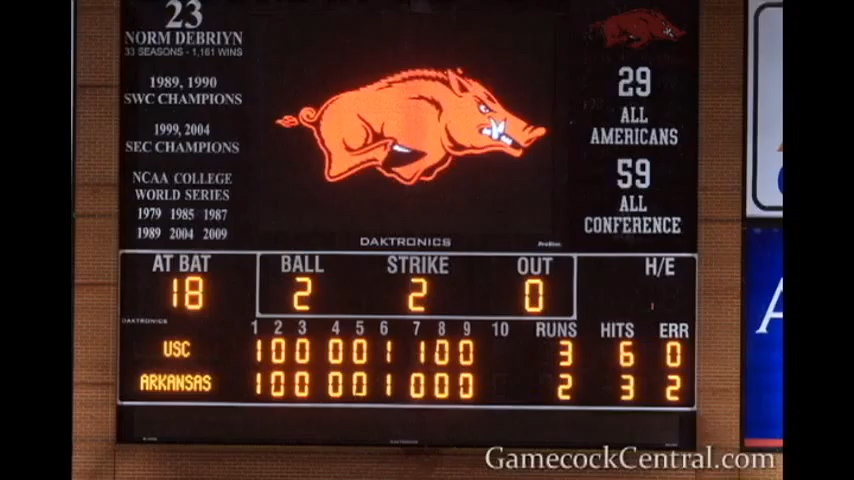 23
NORM DEBRIYN
33 SEASONS - 1,161 WINS
1989, 1990
SWC CHAMPIONS
1999, 2004
SEC CHAMPIONS
NCAA COLLEGE
WORLD SERIES
1979 1985 1987
1989 2004 2009
29
ALL
AMERICANS
59
ALL
CONFERENCE
DAKTRONICS
AT BAT BALL STRIKE OUT H/E
18 2 2 0
DAKTRONICS
1 2 3 4 5 6 7 8 9 10 RUNS HITS ERR
USC 1 0 0 0 0 1 1 0 0 3 6 0
ARKANSAS 1 0 0 0 0 1 0 0 0 2 3 2
GamecockCentral.com